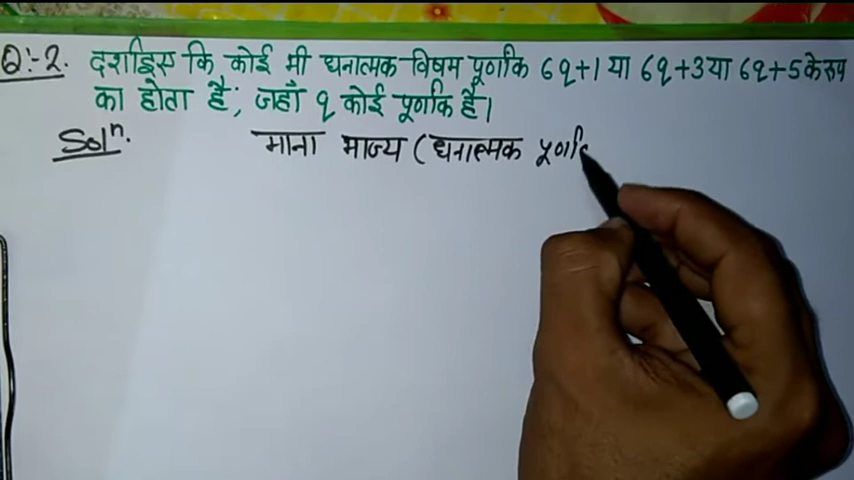 Q:-2. दर्शाइए कि कोई भी धनात्मक विषम पूर्णांक 6q+1 या 6q+3 या 6q+5 के रूप
का होता है; जहाँ q कोई पूर्णांक है।
Solⁿ. माना भाज्य (धनात्मक पूर्णां